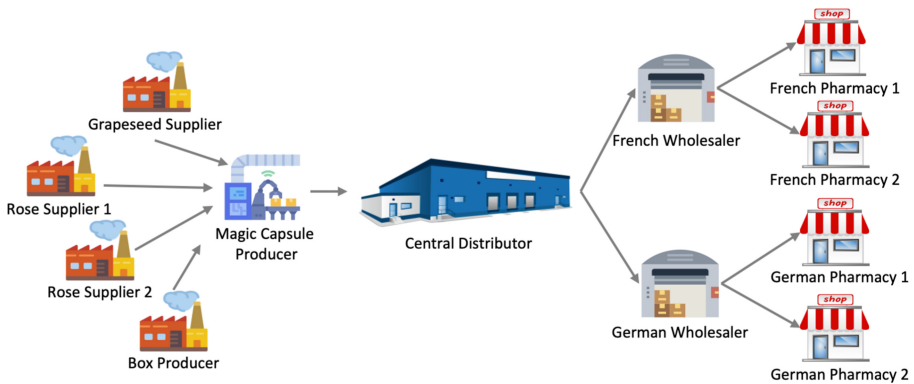 shop
French Pharmacy 1
Grapeseed Supplier
French Wholesaler
shop
French Pharmacy 2
Rose Supplier 1
Magic Capsule
Producer
Central Distributor
shop
German Pharmacy 1
Rose Supplier 2
German Wholesaler
shop
German Pharmacy 2
Box Producer